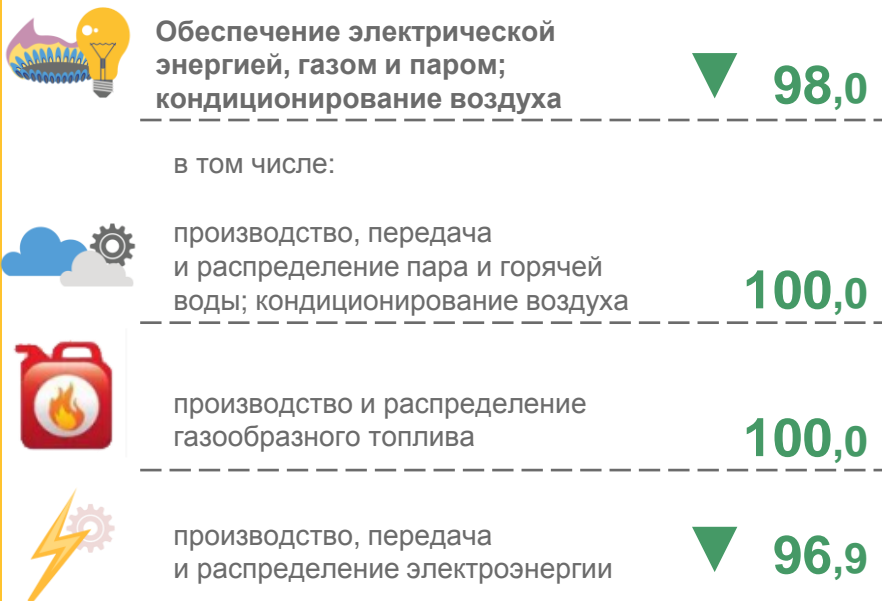 Обеспечение электрической
энергией, газом и паром;
кондиционирование воздуха
98,0
в том числе:
производство, передача
и распределение пара и горячей
воды; кондиционирование воздуха
100,0
производство и распределение
газообразного топлива
100,0
производство, передача
и распределение электроэнергии
96,9